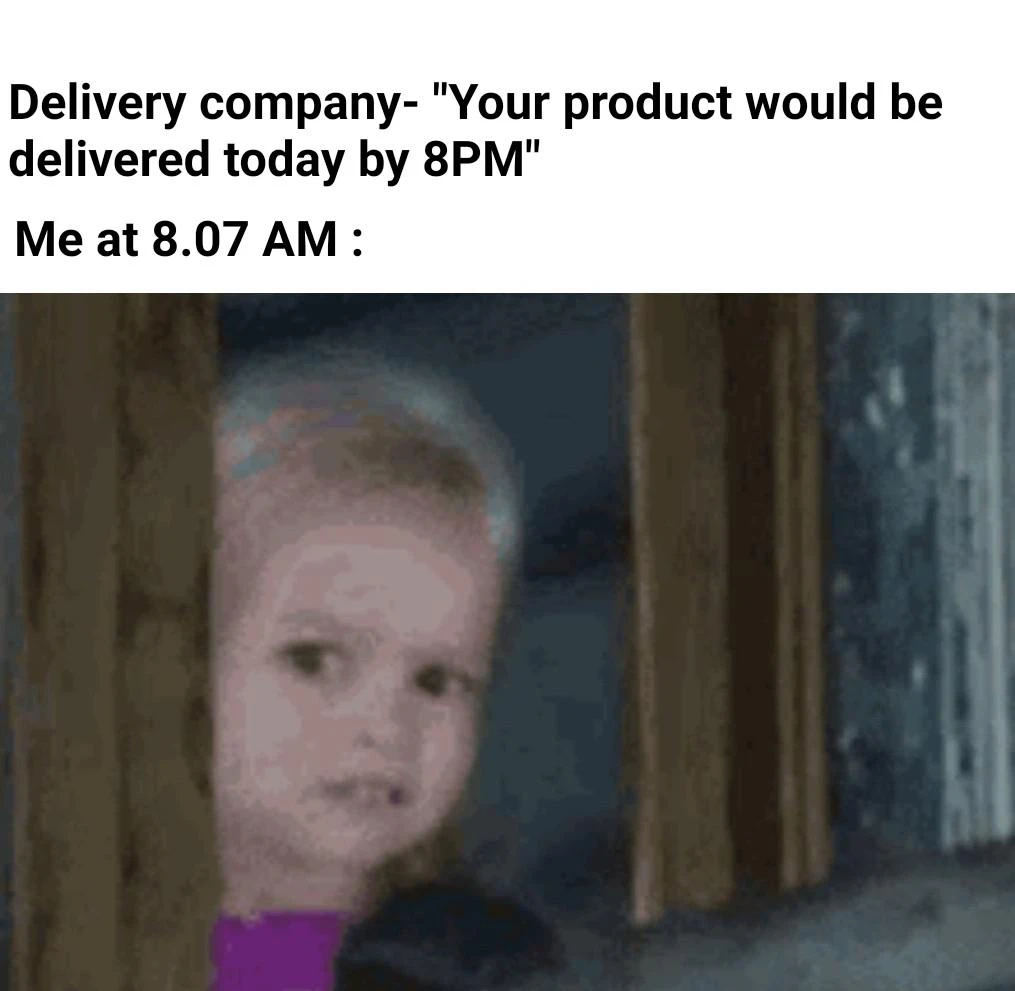 Delivery company- "Your product would be
delivered today by 8PM"
Me at 8.07 AM :